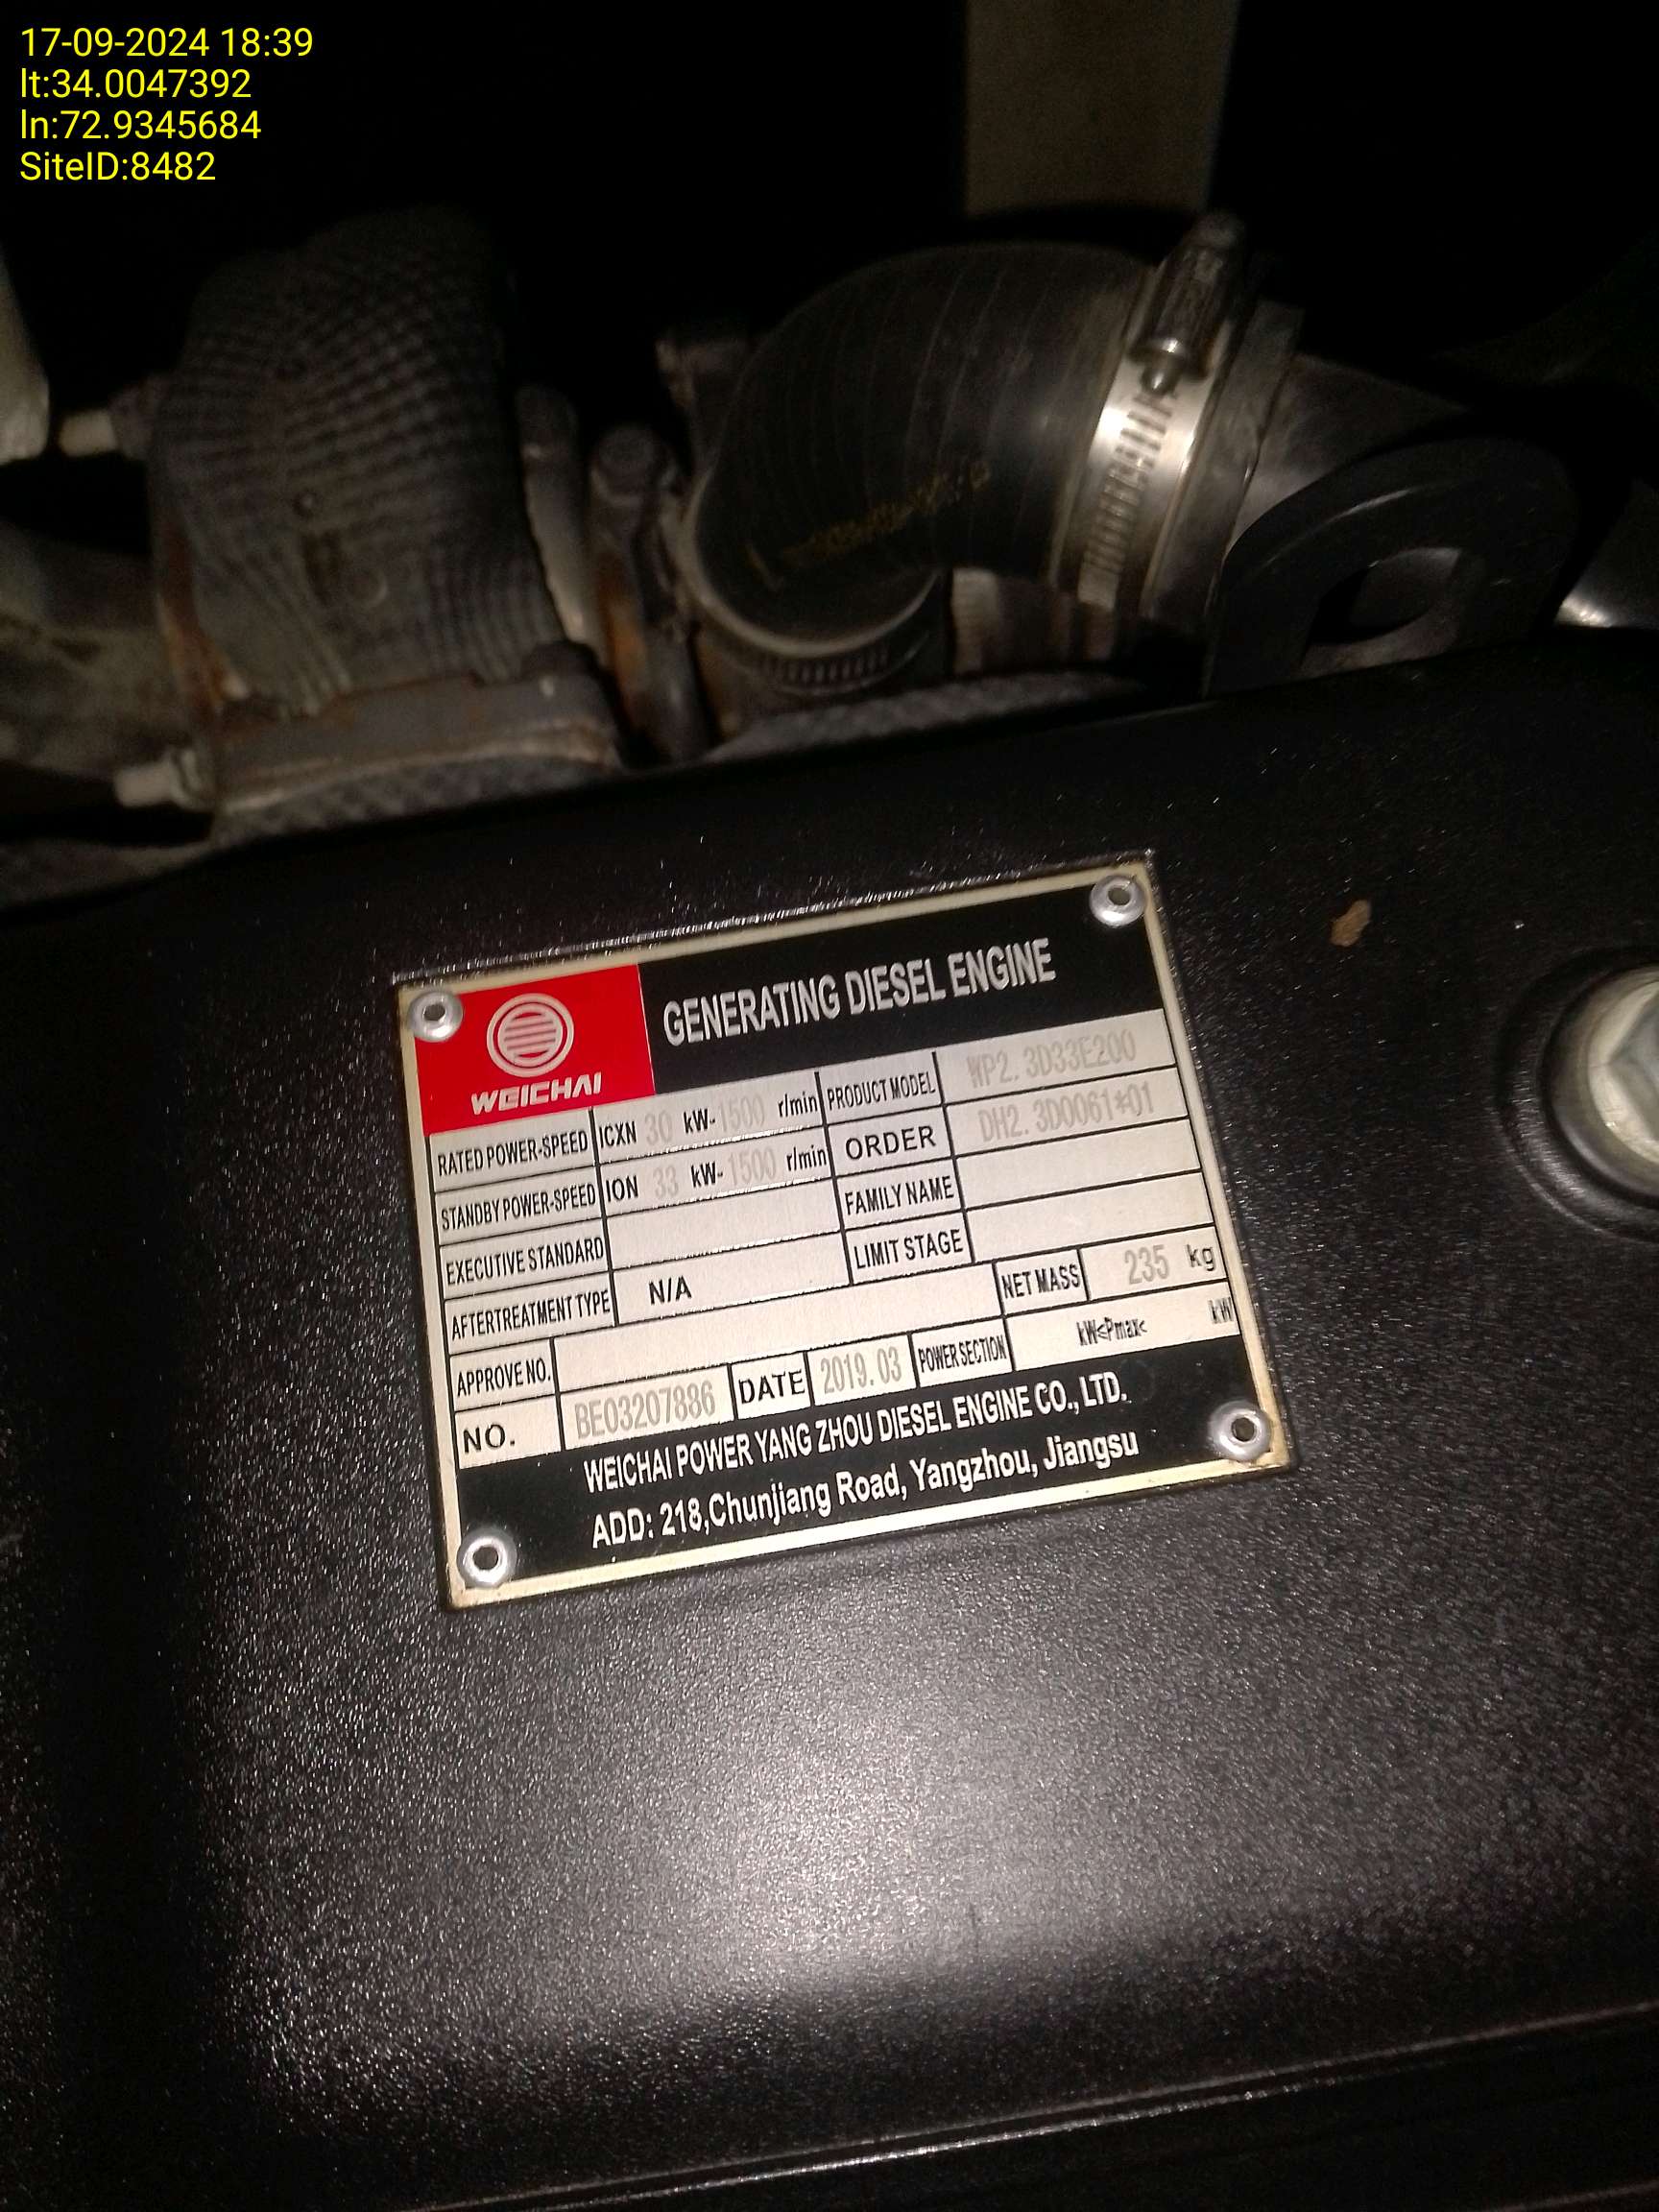 17-09-2024 18:39
lt:34.0047392
ln:72.9345684
SiteID:8482
WEICHAI
GENERATING DIESEL ENGINE
RATED POWER-SPEED ICXN 30 kW- 1500 r/min PRODUCT MODEL WP2.3D33E200
STANDBY POWER-SPEED ION 33 kW- 1500 r/min ORDER DH2.3D0061*01
EXECUTIVE STANDARD FAMILY NAME
AFTERTREATMENT TYPE N/A LIMIT STAGE
APPROVE NO. NET MASS 235 kg
NO. BE03207886 DATE 2019.03 POWER SECTION kW<Pmax< kW
WEICHAI POWER YANG ZHOU DIESEL ENGINE CO., LTD.
ADD: 218,Chunjiang Road, Yangzhou, Jiangsu